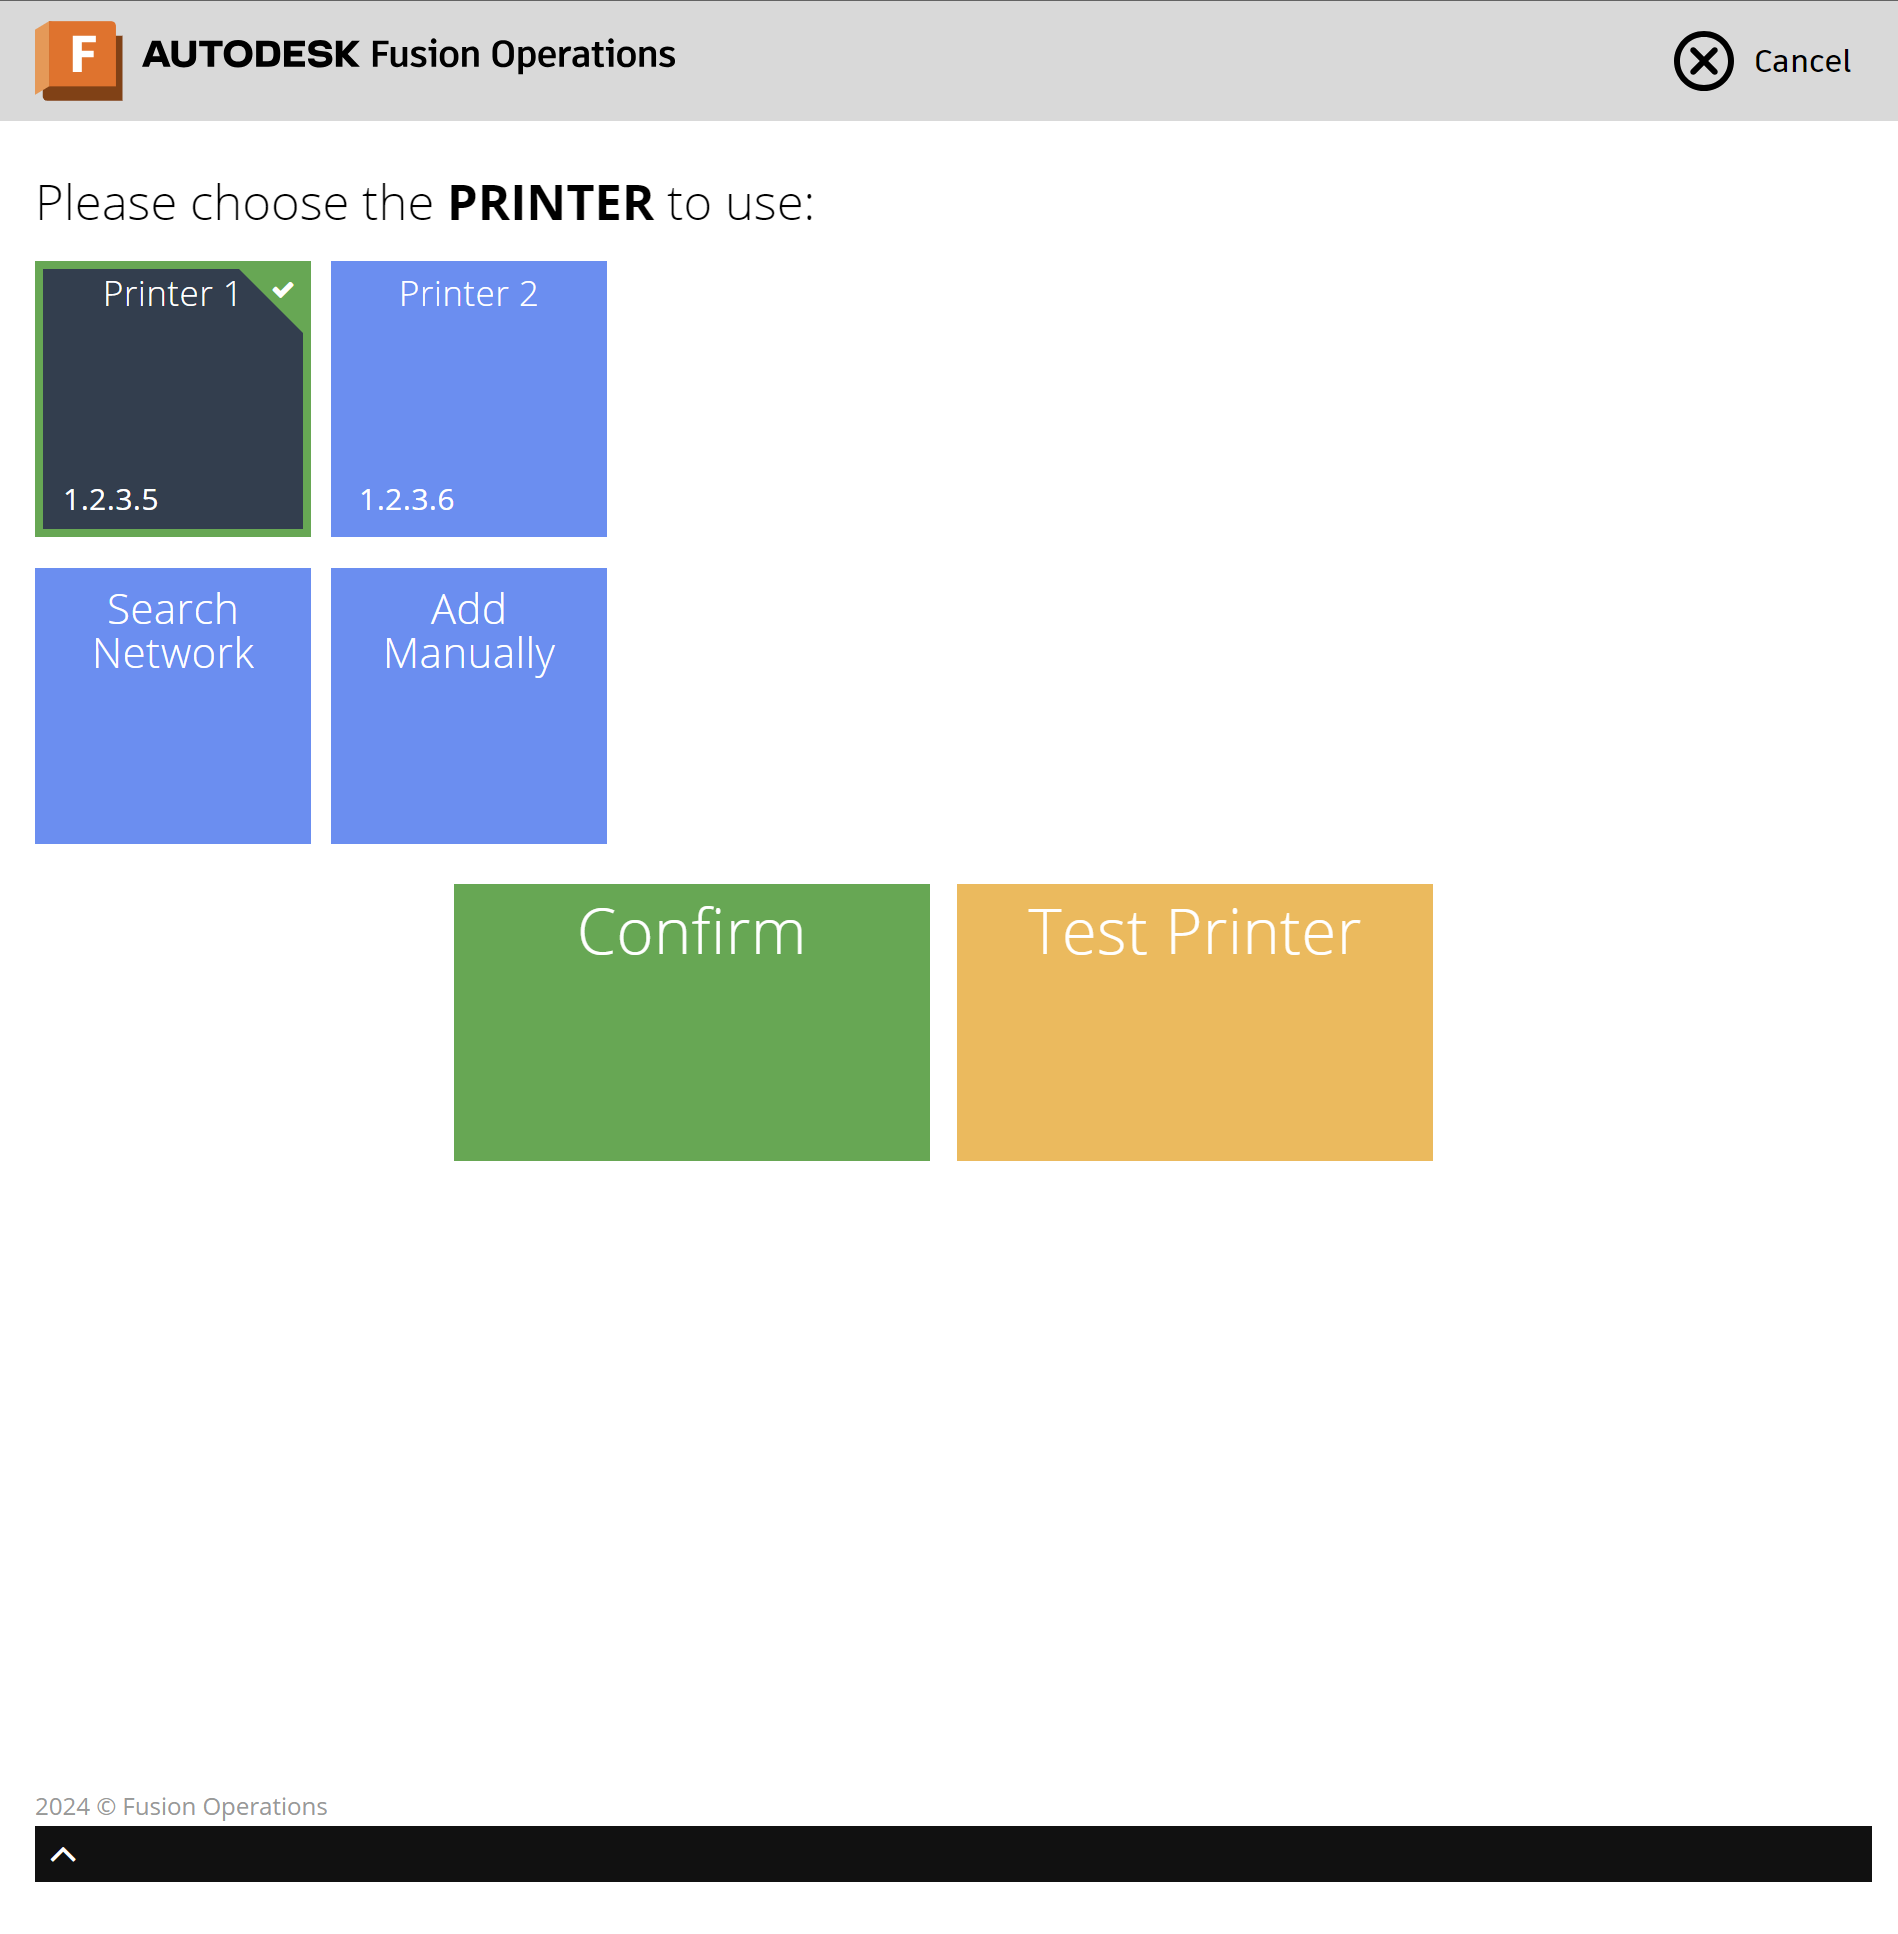 F AUTODESK Fusion Operations
Cancel
Please choose the PRINTER to use:
Printer 1
1.2.3.5
Printer 2
1.2.3.6
Search
Network
Add
Manually
Confirm
Test Printer
2024 © Fusion Operations